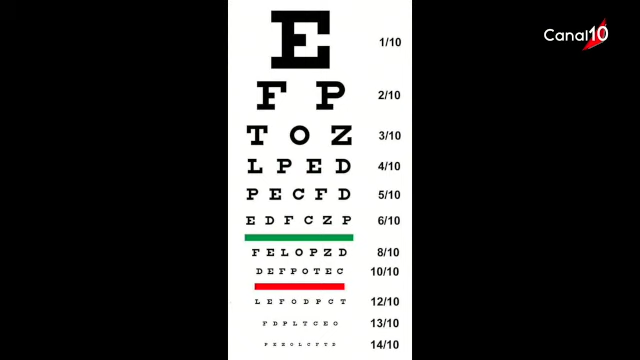 Canal10
E 1/10
F P 2/10
T O Z 3/10
L P E D 4/10
P E C F D 5/10
E D F C Z P 6/10
F E L O P Z D 8/10
D E F P O T E C 10/10
L E F O D P C T 12/10
F D P L T C E O 13/10
P E Z O L C F T D 14/10